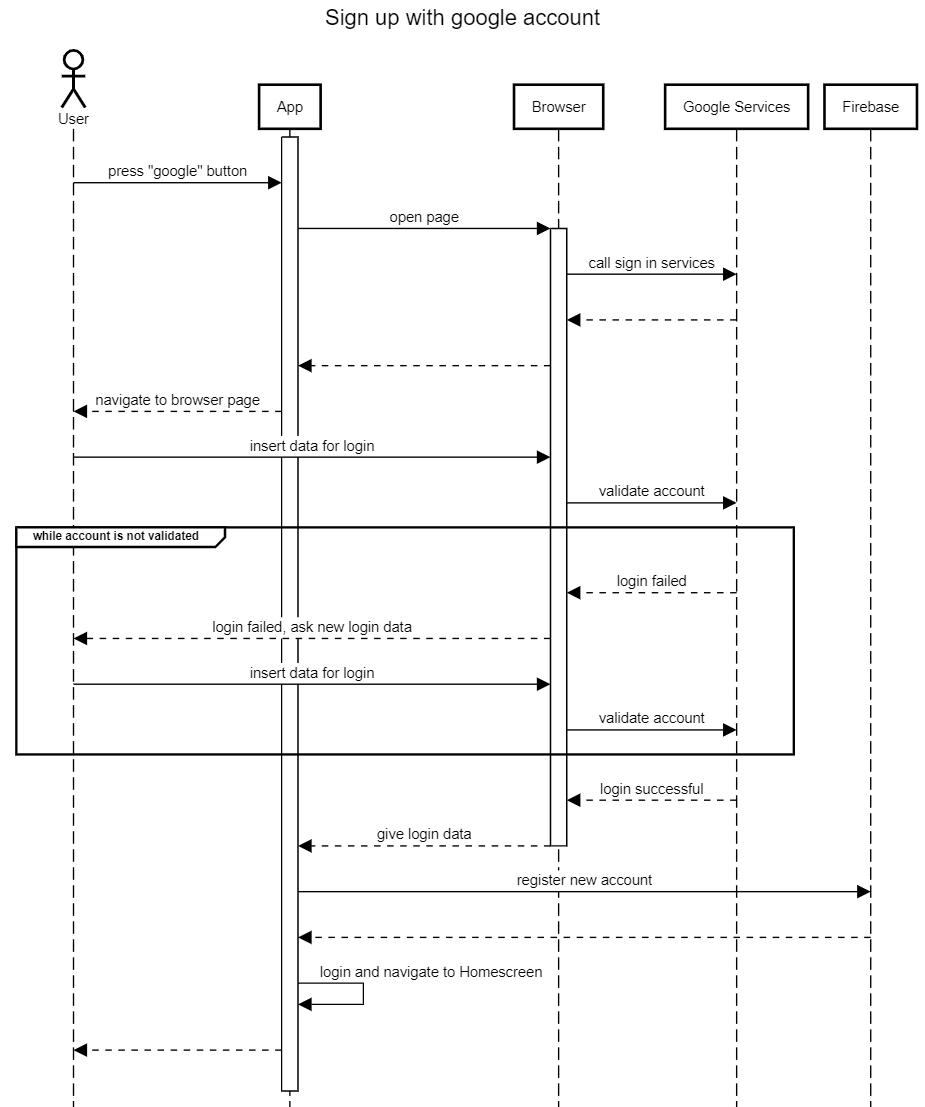 Sign up with google account
User
App
Browser
Google Services
Firebase
press "google" button
open page
call sign in services
navigate to browser page
insert data for login
validate account
while account is not validated
login failed
login failed, ask new login data
insert data for login
validate account
login successful
give login data
register new account
login and navigate to Homescreen